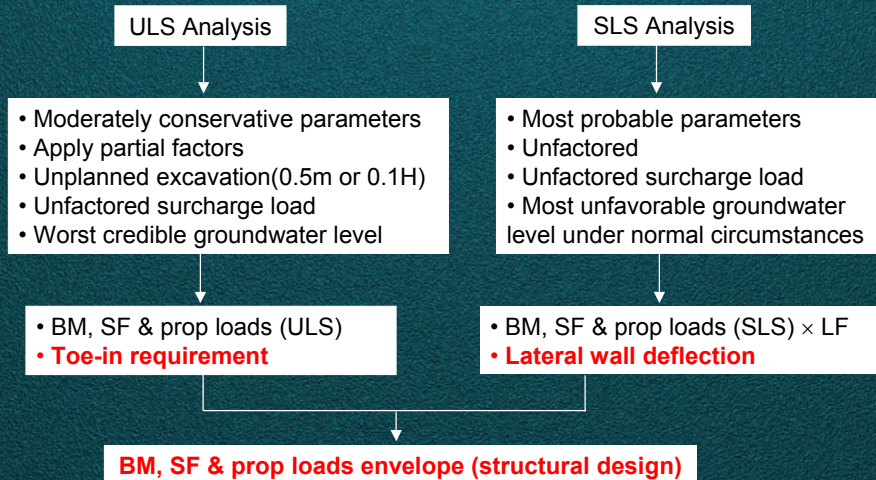 ULS Analysis
• Moderately conservative parameters
• Apply partial factors
• Unplanned excavation(0.5m or 0.1H)
• Unfactored surcharge load
• Worst credible groundwater level
• BM, SF & prop loads (ULS)
• Toe-in requirement
SLS Analysis
• Most probable parameters
• Unfactored
• Unfactored surcharge load
• Most unfavorable groundwater
level under normal circumstances
• BM, SF & prop loads (SLS) × LF
• Lateral wall deflection
BM, SF & prop loads envelope (structural design)